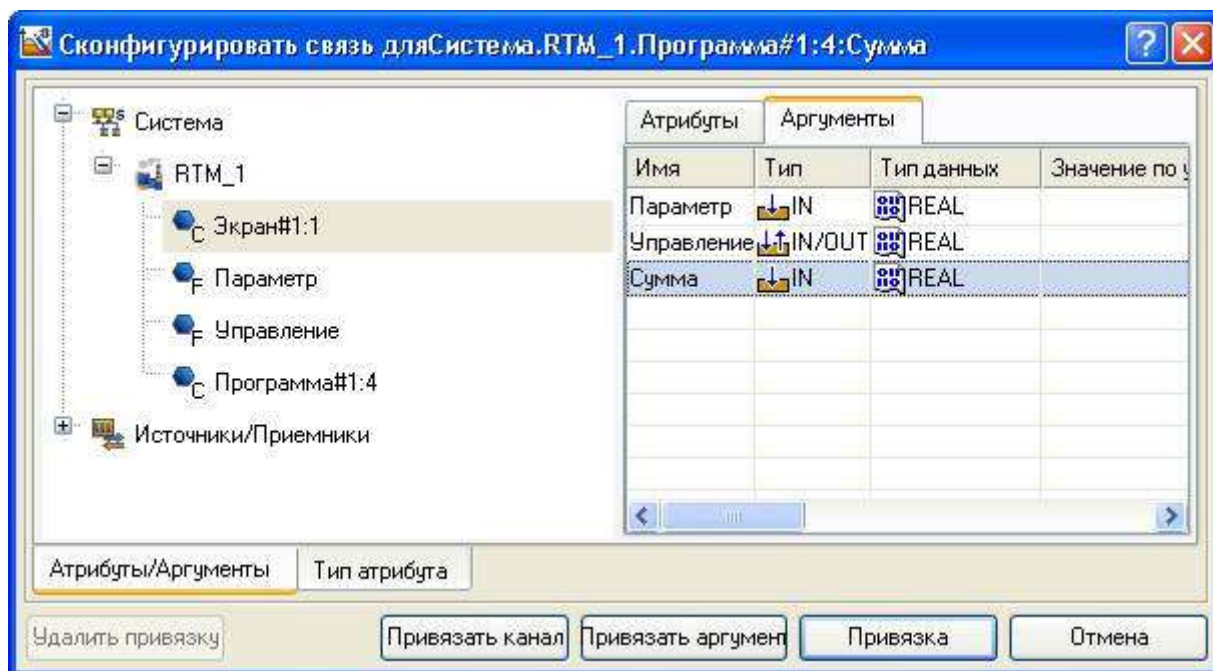 Сконфигурировать связь дляСистема.RTM_1.Программа#1:4:Сумма
Система
RTM_1
Экран#1:1
Параметр
Управление
Программа#1:4
Источники/Приемники
Атрибуты Аргументы
Имя Тип Тип данных Значение по
Параметр IN REAL
Управление IN/OUT REAL
Сумма IN REAL
Атрибуты/Аргументы Тип атрибута
Удалить привязку Привязать канал Привязать аргумен Привязка Отмена